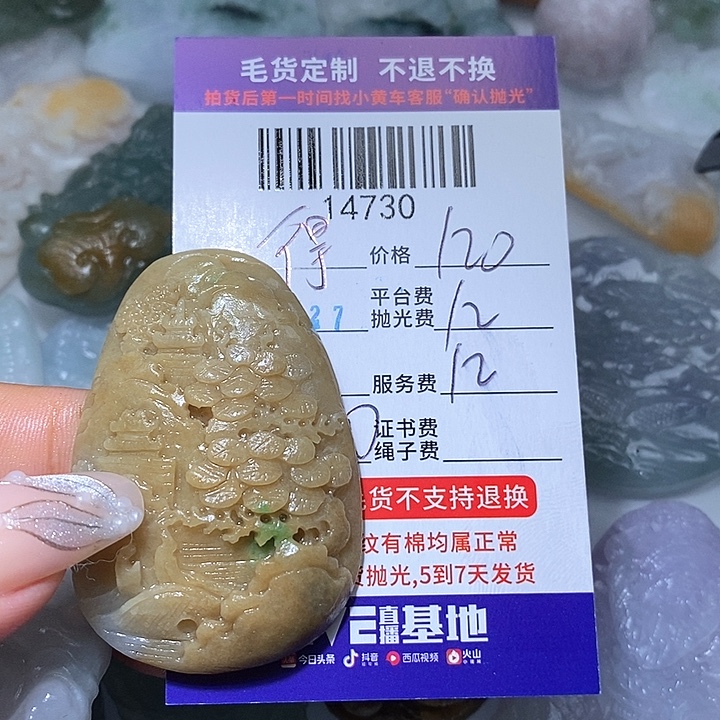 毛货定制 不退不换
拍货后第一时间找小黄车客服“确认抛光”
14730
得 价格 120
27 平台费 抛光费 12
服务费 12
证书费
绳子费
货不支持退换
纹有棉均属正常
抛光,5到7天发货
直播基地
今日头条 抖音 西瓜视频 火山